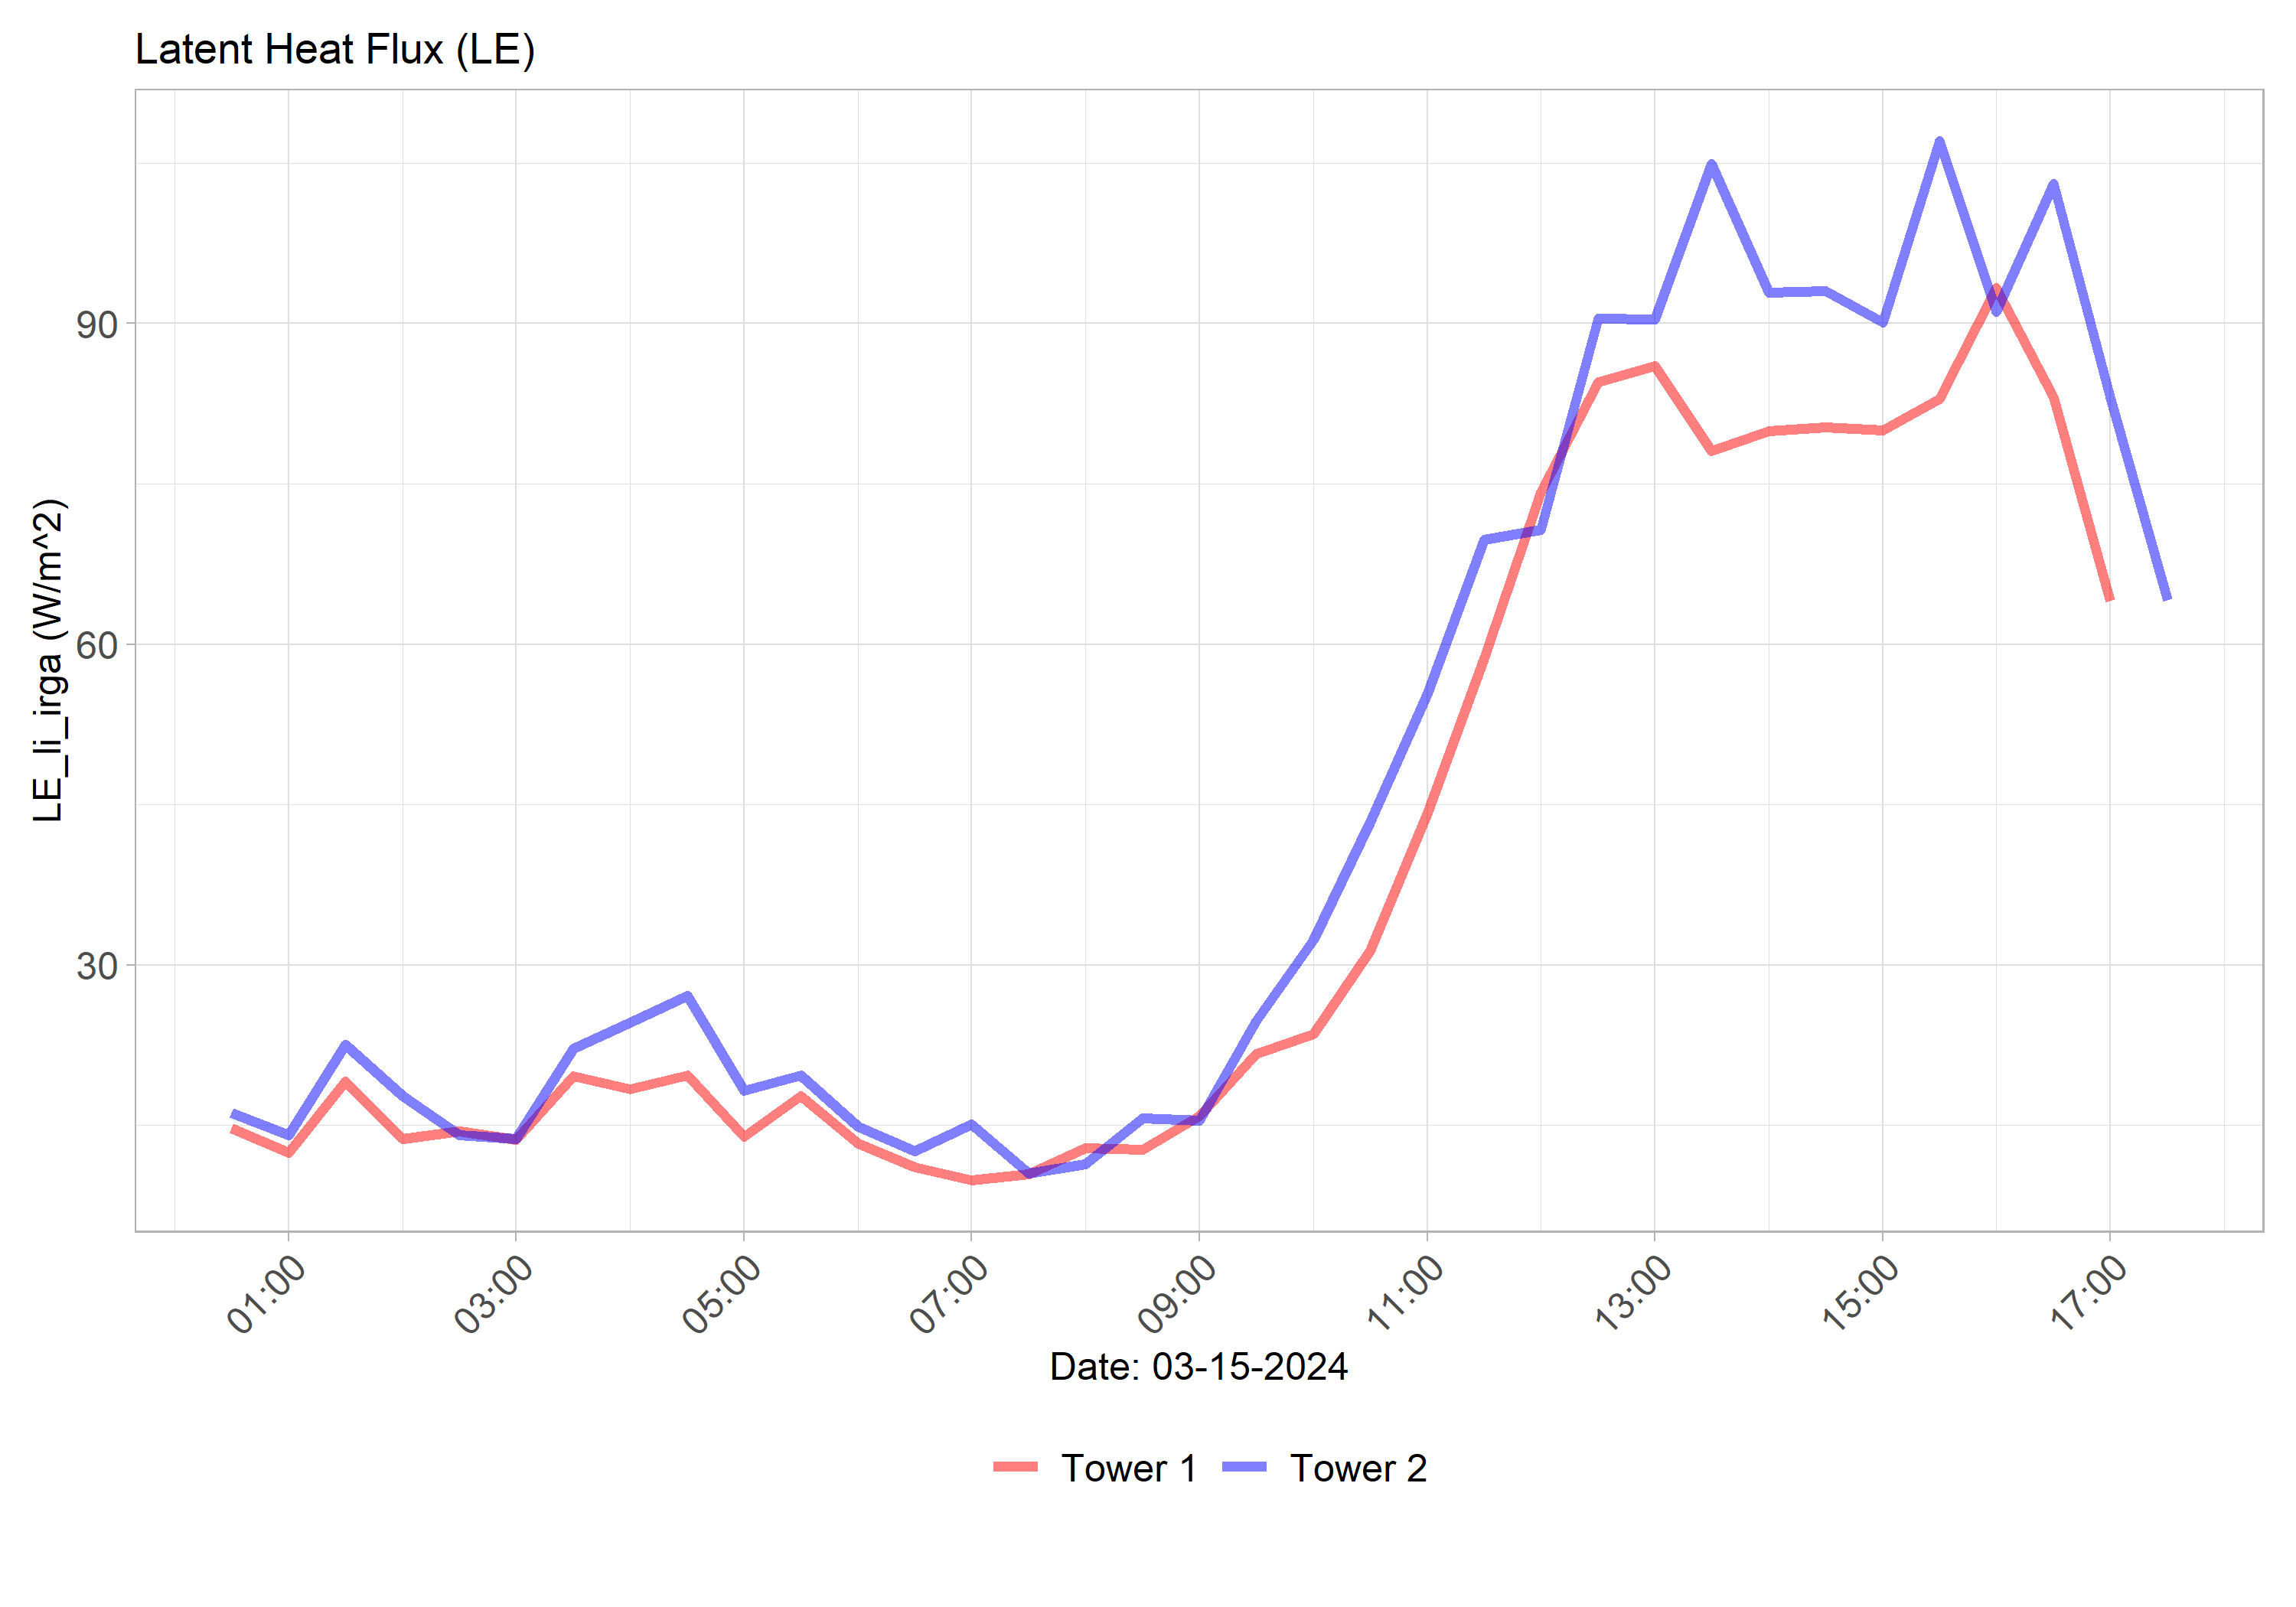 Latent Heat Flux (LE)
LE_li_irga (W/m^2)
90
60
30
01:00
03:00
05:00
07:00
09:00
11:00
13:00
15:00
17:00
Date: 03-15-2024
Tower 1
Tower 2